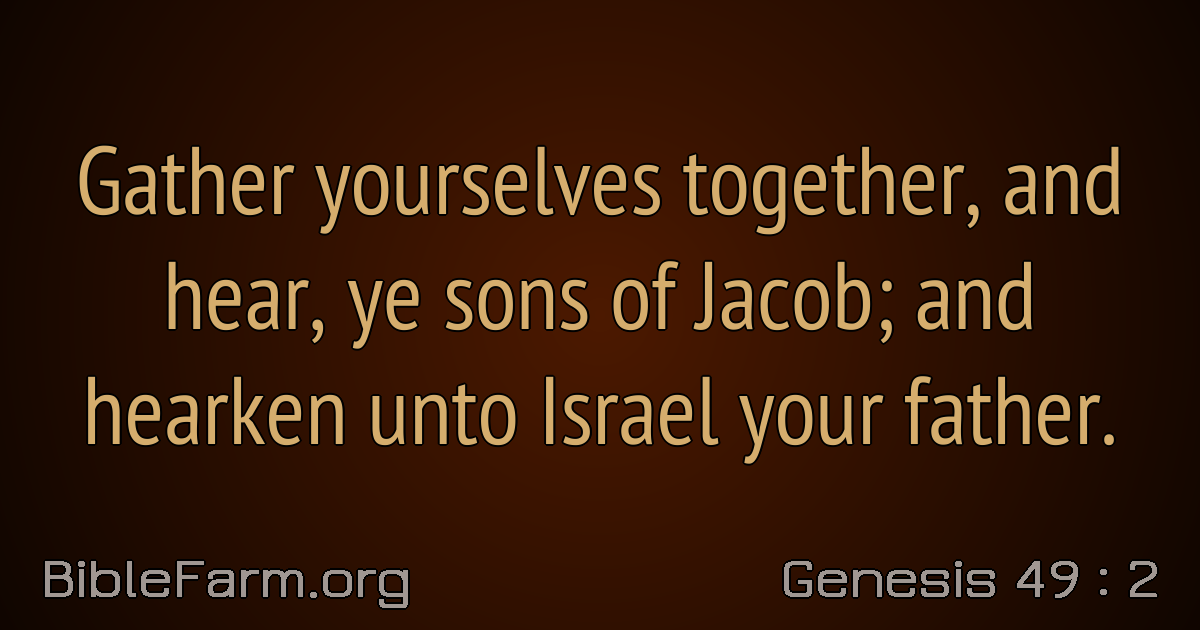 Gather yourselves together, and
hear, ye sons of Jacob; and
hearken unto Israel your father.
BibleFarm.org
Genesis 49 : 2